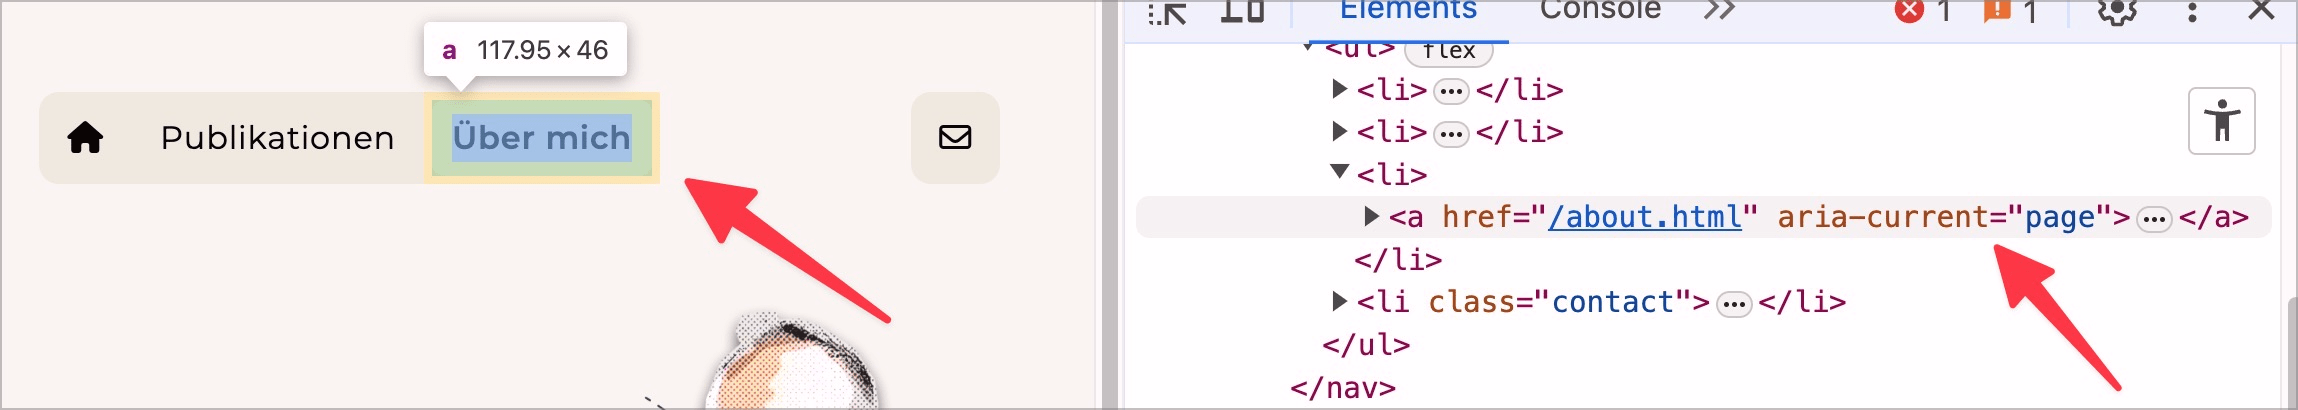 a 117.95 × 46
Publikationen
Über mich
Elements
Console
1
1
<ul> flex
<li> … </li>
<li> … </li>
<li>
<a href="/about.html" aria-current="page"> … </a>
</li>
<li class="contact"> … </li>
</ul>
</nav>